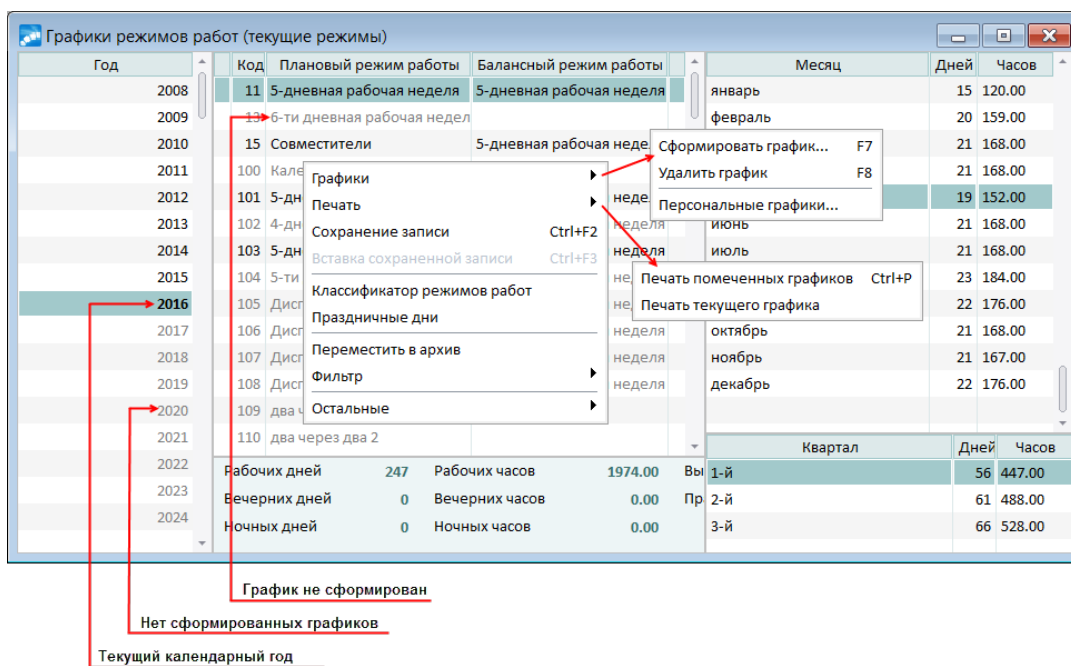 Графики режимов работ (текущие режимы)
Год Код Плановый режим работы Балансный режим работы Месяц Дней Часов
2008 11 5-дневная рабочая неделя 5-дневная рабочая неделя январь 15 120.00
2009 13 6-ти дневная рабочая недел февраль 20 159.00
2010 15 Совместители 5-дневная рабочая неде 21 168.00
Сформировать график... F7
2011 100 Кале 21 168.00
Графики
Удалить график F8
2012 101 5-дн неде 19 152.00
Печать
Персональные графики...
2013 102 4-дн неделя июнь 21 168.00
Сохранение записи Ctrl+F2
2014 103 5-дн неделя июль 21 168.00
Вставка сохраненной записи Ctrl+F3
2015 104 5-ти нед 23 184.00
Печать помеченных графиков Ctrl+P
Классификатор режимов работ
2016 105 Дисп нед 22 176.00
Печать текущего графика
Праздничные дни
2017 106 Дисп неделя октябрь 21 168.00
Переместить в архив
2018 107 Дисп неделя ноябрь 21 167.00
Фильтр
2019 108 Дисп неделя декабрь 22 176.00
Остальные
2020 109 два ч
2021 110 два через два 2
Квартал Дней Часов
2022 Рабочих дней 247 Рабочих часов 1974.00 Вы 1-й 56 447.00
2023 Вечерних дней 0 Вечерних часов 0.00 Пр 2-й 61 488.00
2024 Ночных дней 0 Ночных часов 0.00 3-й 66 528.00
График не сформирован
Нет сформированных графиков
Текущий календарный год